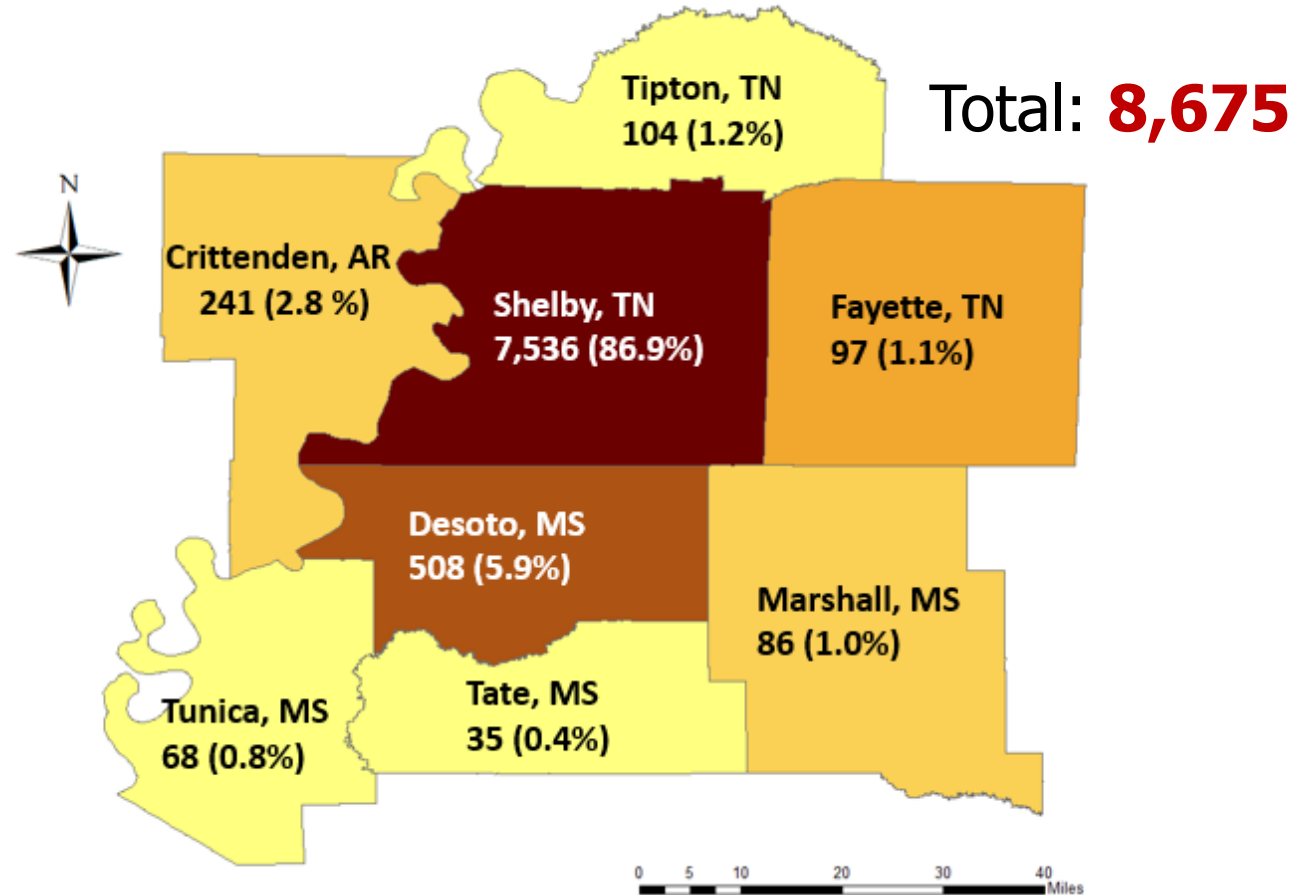 Tipton, TN
104 (1.2%)
Total: 8,675
N
Crittenden, AR
241 (2.8 %)
Shelby, TN
7,536 (86.9%)
Fayette, TN
97 (1.1%)
Desoto, MS
508 (5.9%)
Marshall, MS
86 (1.0%)
Tunica, MS
68 (0.8%)
Tate, MS
35 (0.4%)
0 5 10 20 30 40
Miles